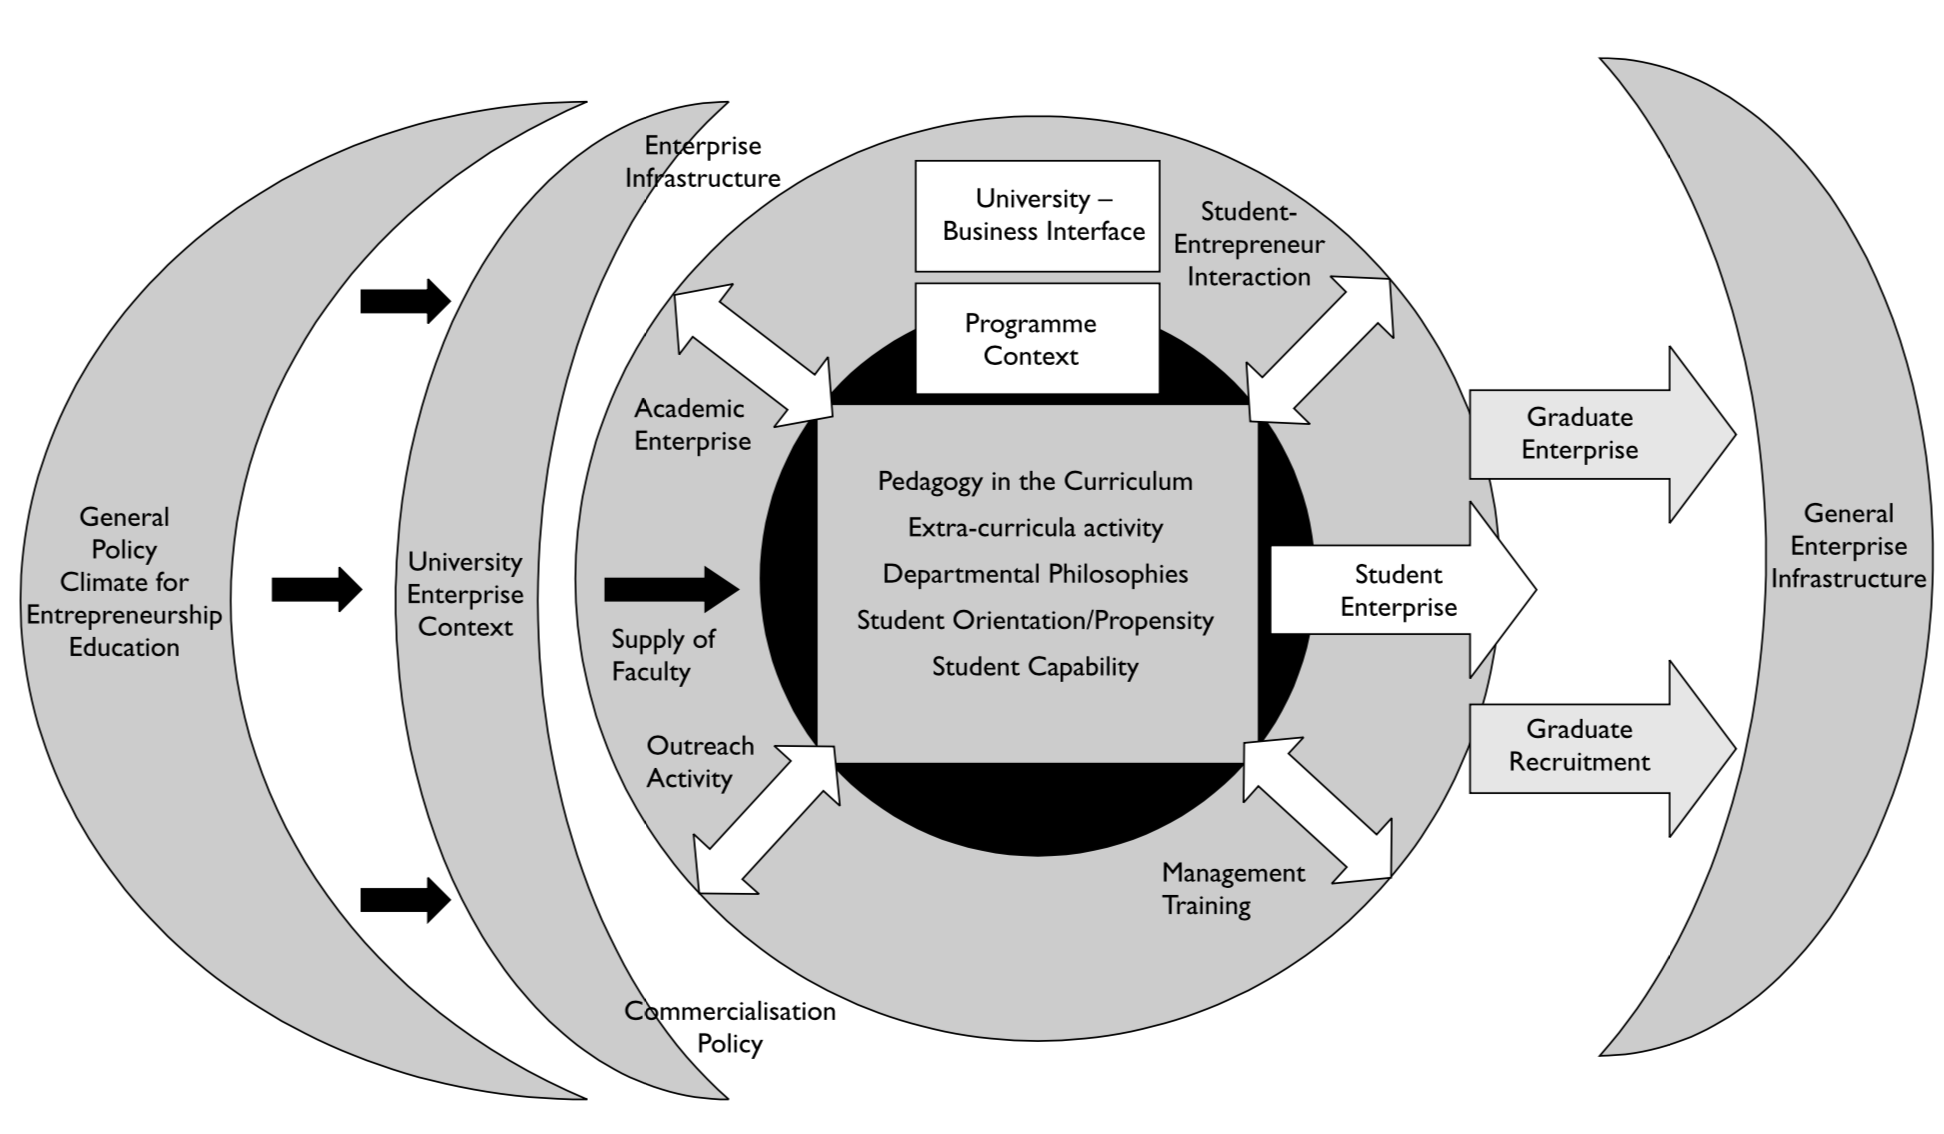 General
Policy
Climate for
Entrepreneurship
Education
University
Enterprise
Context
Enterprise
Infrastructure
Commercialisation
Policy
University –
Business Interface
Programme
Context
Student-
Entrepreneur
Interaction
Academic
Enterprise
Supply of
Faculty
Outreach
Activity
Management
Training
Pedagogy in the Curriculum
Extra-curricula activity
Departmental Philosophies
Student Orientation/Propensity
Student Capability
Graduate
Enterprise
Student
Enterprise
Graduate
Recruitment
General
Enterprise
Infrastructure